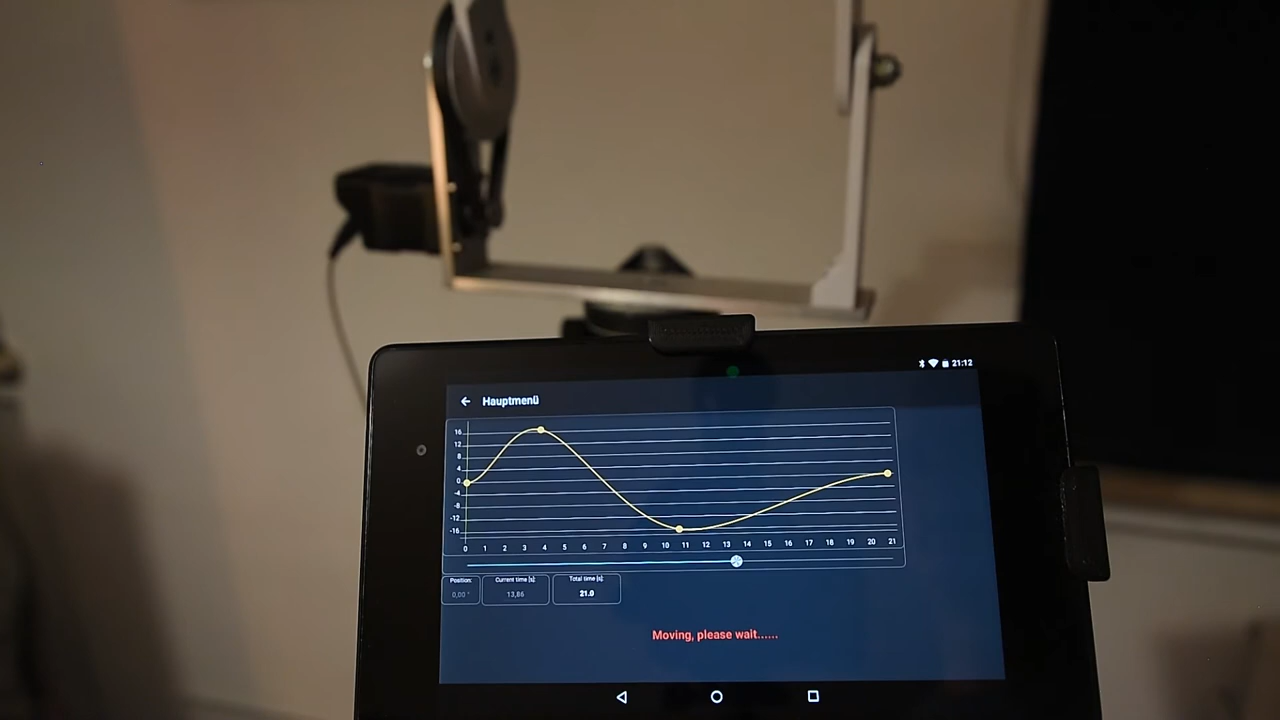 21:12
Hauptmenü
16
12
8
4
0
-4
-8
-12
-16
0 1 2 3 4 5 6 7 8 9 10 11 12 13 14 15 16 17 18 19 20 21
Position: Current time [s]: Total time [s]:
0,00 ° 13,86 21.0
Moving, please wait......